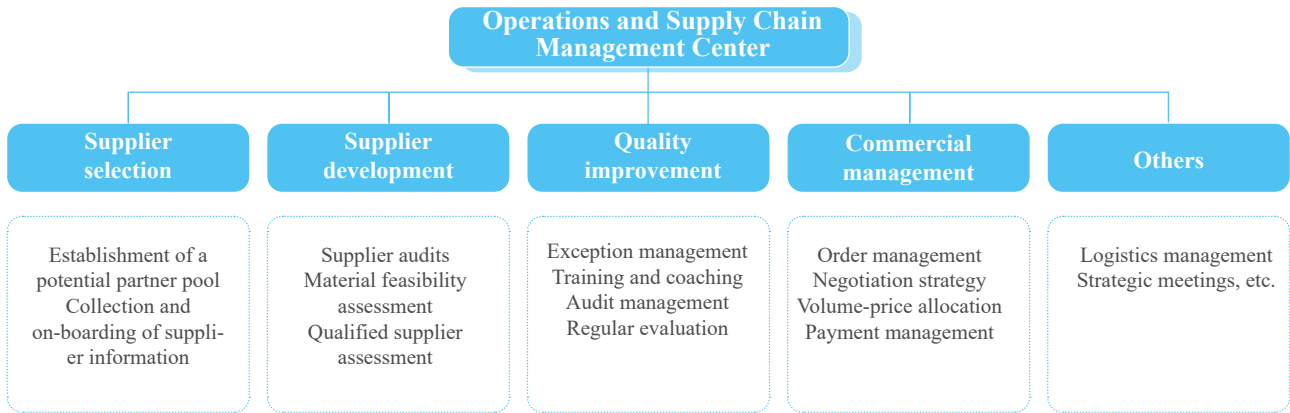 Operations and Supply Chain
Management Center
Supplier
selection
Supplier
development
Quality
improvement
Commercial
management
Others
Establishment of a
potential partner pool
Collection and
on-boarding of suppli-
er information
Supplier audits
Material feasibility
assessment
Qualified supplier
assessment
Exception management
Training and coaching
Audit management
Regular evaluation
Order management
Negotiation strategy
Volume-price allocation
Payment management
Logistics management
Strategic meetings, etc.